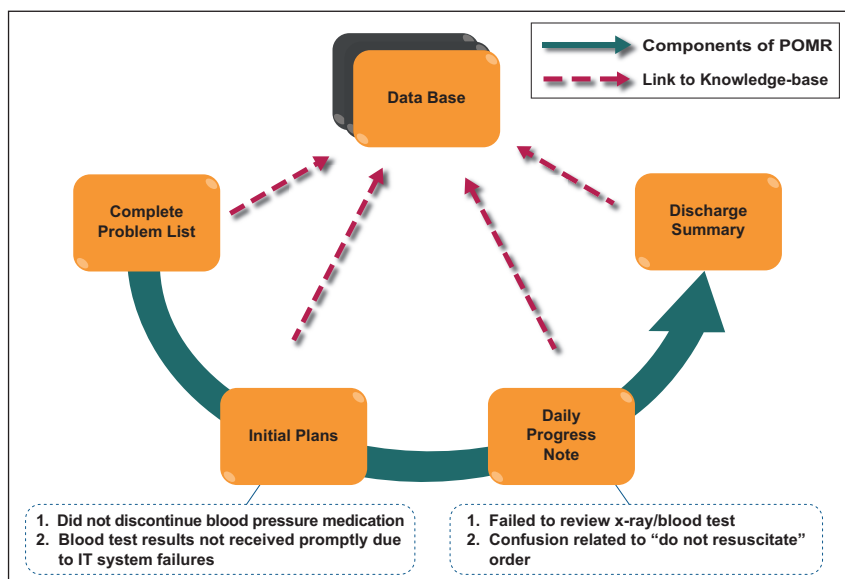 Components of POMR
Link to Knowledge-base
Data Base
Complete
Problem List
Discharge
Summary
Initial Plans
Daily
Progress
Note
1. Did not discontinue blood pressure medication
2. Blood test results not received promptly due
to IT system failures
1. Failed to review x-ray/blood test
2. Confusion related to “do not resuscitate”
order